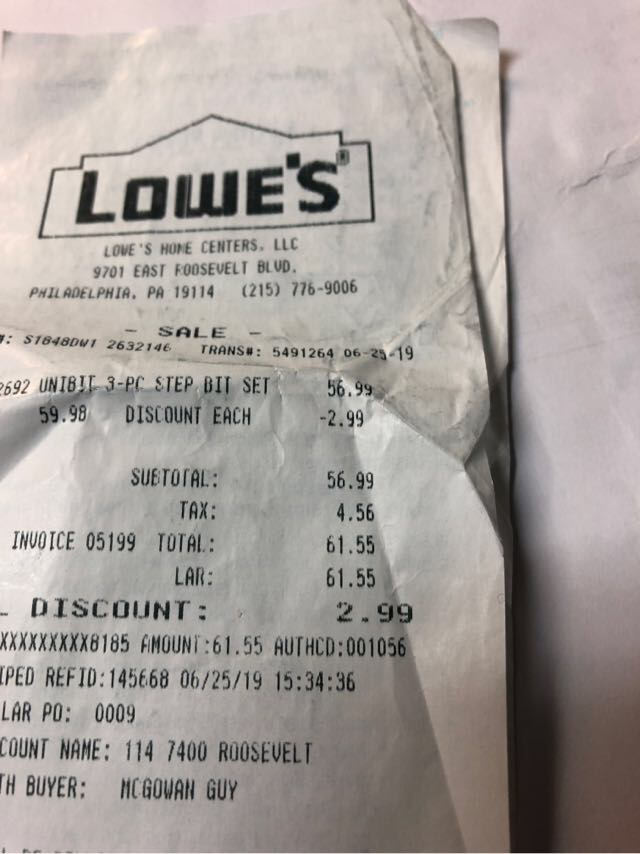 LOWE'S®
LOWE'S HOME CENTERS, LLC
9701 EAST ROOSEVELT BLVD.
PHILADELPHIA, PA 19114 (215) 776-9006
- SALE -
#: S1848DW1 2632146 TRANS#: 5491264 06-25-19
2692 UNIBIT 3-PC STEP BIT SET 56.99
59.98 DISCOUNT EACH -2.99
SUBTOTAL: 56.99
TAX: 4.56
INVOICE 05199 TOTAL: 61.55
LAR: 61.55
L DISCOUNT: 2.99
XXXXXXXXX8185 AMOUNT:61.55 AUTHCD:001056
IPED REFID:145668 06/25/19 15:34:36
LAR PO: 0009
COUNT NAME: 114 7400 ROOSEVELT
TH BUYER: MCGOWAN GUY